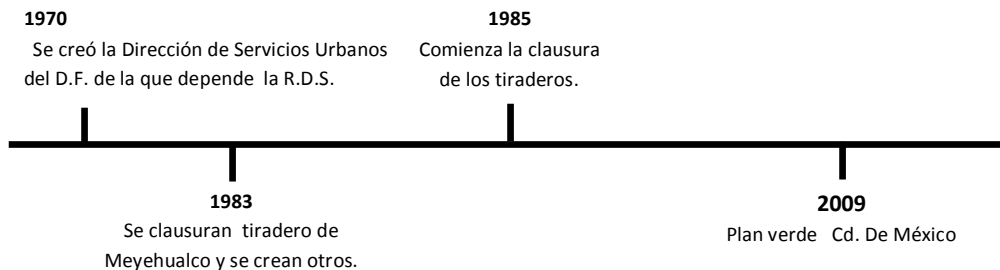 1970
Se creó la Dirección de Servicios Urbanos
del D.F. de la que depende la R.D.S.
1985
Comienza la clausura
de los tiraderos.
1983
Se clausuran tiradero de
Meyehualco y se crean otros.
2009
Plan verde Cd. De México